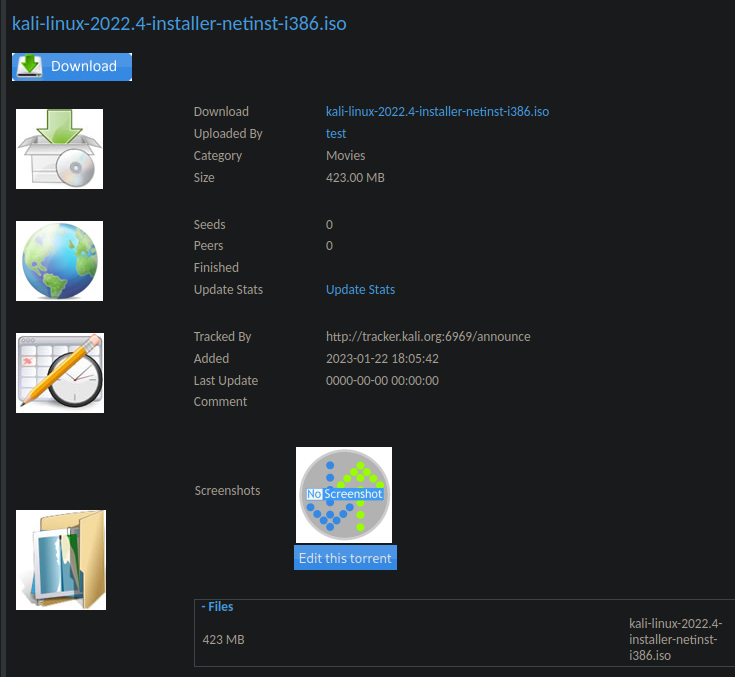 kali-linux-2022.4-installer-netinst-i386.iso
Download
Download kali-linux-2022.4-installer-netinst-i386.iso
Uploaded By test
Category Movies
Size 423.00 MB
Seeds 0
Peers 0
Finished
Update Stats Update Stats
Tracked By http://tracker.kali.org:6969/announce
Added 2023-01-22 18:05:42
Last Update 0000-00-00 00:00:00
Comment
Screenshots
No Screenshot
Edit this torrent
- Files
423 MB
kali-linux-2022.4-
installer-netinst-
i386.iso